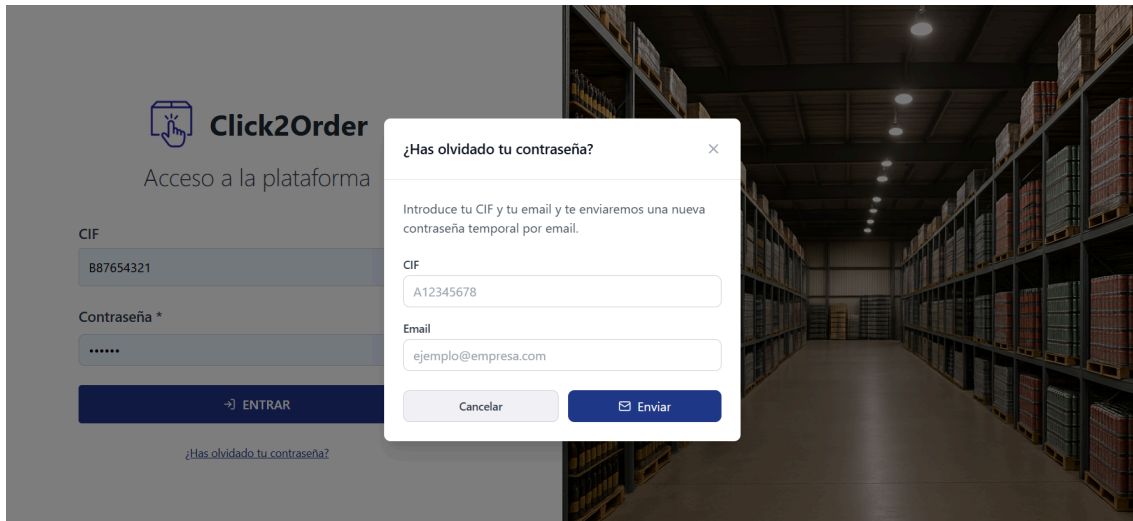 Click2Order
Acceso a la plataforma
CIF
B87654321
Contraseña *
••••••
ENTRAR
¿Has olvidado tu contraseña?
¿Has olvidado tu contraseña?
Introduce tu CIF y tu email y te enviaremos una nueva
contraseña temporal por email.
CIF
A12345678
Email
ejemplo@empresa.com
Cancelar
Enviar